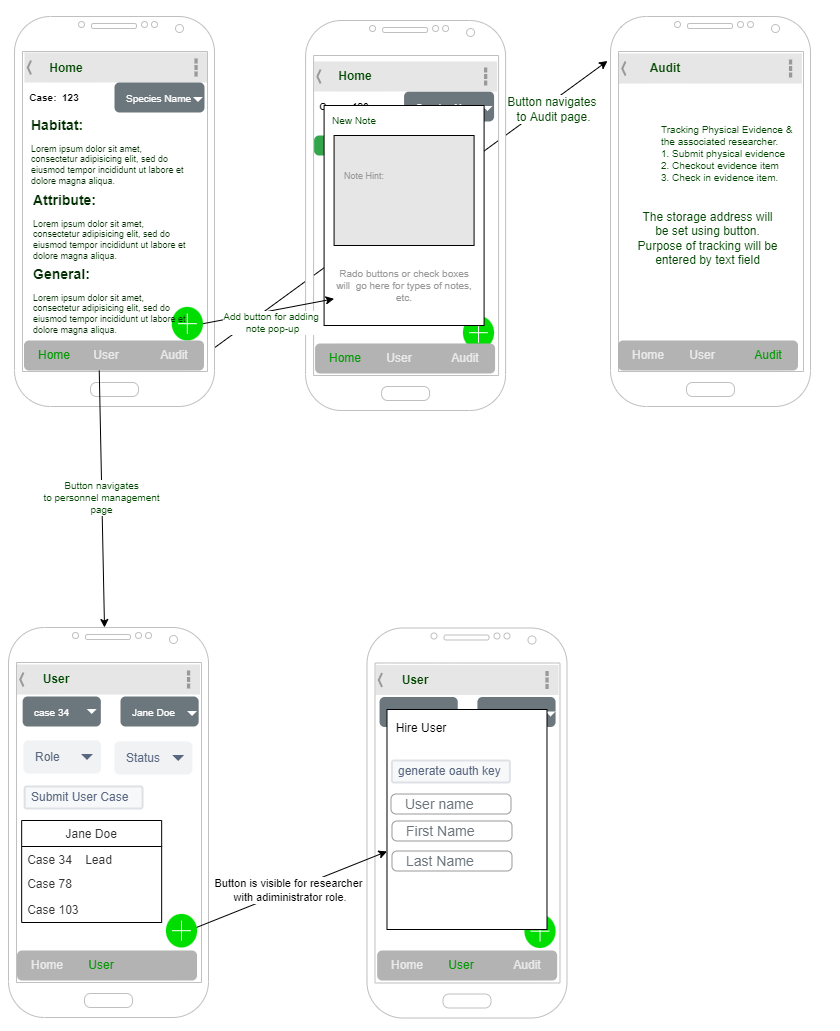 Home
Case: 123
Species Name
Habitat:
Lorem ipsum dolor sit amet,
consectetur adipisicing elit, sed do
eiusmod tempor incididunt ut labore et
dolore magna aliqua.
Attribute:
Lorem ipsum dolor sit amet,
consectetur adipisicing elit, sed do
eiusmod tempor incididunt ut labore et
dolore magna aliqua.
General:
Lorem ipsum dolor sit amet,
consectetur adipisicing elit, sed do
eiusmod tempor incididunt ut labore et
dolore magna aliqua.
Home User Audit
Add button for adding
note pop-up
Home
New Note
Note Hint:
Rado buttons or check boxes
will go here for types of notes,
etc.
Home User Audit
Button navigates
to Audit page.
Audit
Tracking Physical Evidence &
the associated researcher.
1. Submit physical evidence
2. Checkout evidence item
3. Check in evidence item.
The storage address will
be set using button.
Purpose of tracking will be
entered by text field
Home User Audit
Button navigates
to personnel management
page
User
case 34
Jane Doe
Role
Status
Submit User Case
Jane Doe
Case 34 Lead
Case 78
Case 103
Home User
Button is visible for researcher
with adiministrator role.
User
Hire User
generate oauth key
User name
First Name
Last Name
Home User Audit